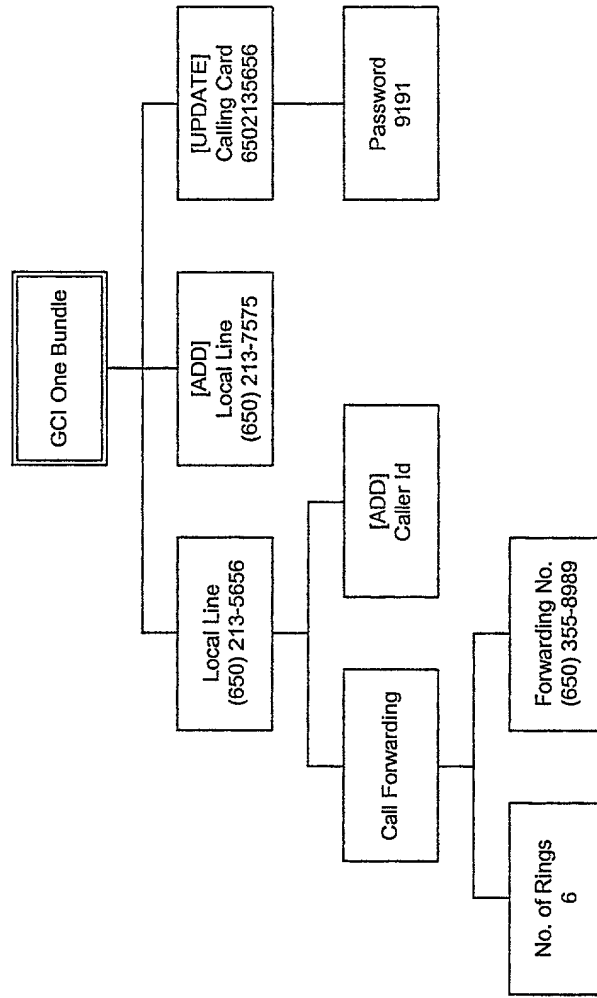 GCI One Bundle
Local Line
(650) 213-5656
[ADD]
Local Line
(650) 213-7575
[UPDATE]
Calling Card
6502135656
Call Forwarding
[ADD]
Caller Id
Password
9191
No. of Rings
6
Forwarding No.
(650) 355-8989